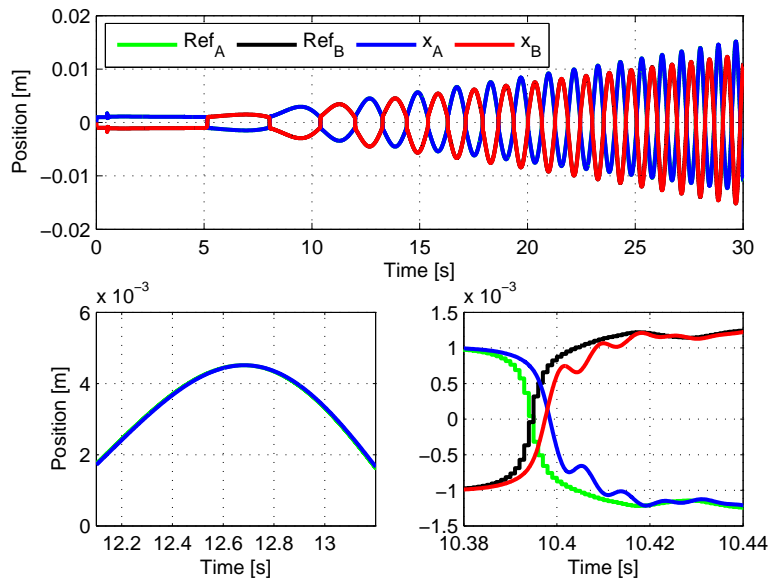 Ref_A Ref_B x_A x_B
Position [m]
0.02
0.01
0
−0.01
−0.02
0 5 10 15 20 25 30
Time [s]
x 10^−3
Position [m]
6
4
2
0
12.2 12.4 12.6 12.8 13
Time [s]
x 10^−3
1.5
1
0.5
0
−0.5
−1
−1.5
10.38 10.4 10.42 10.44
Time [s]